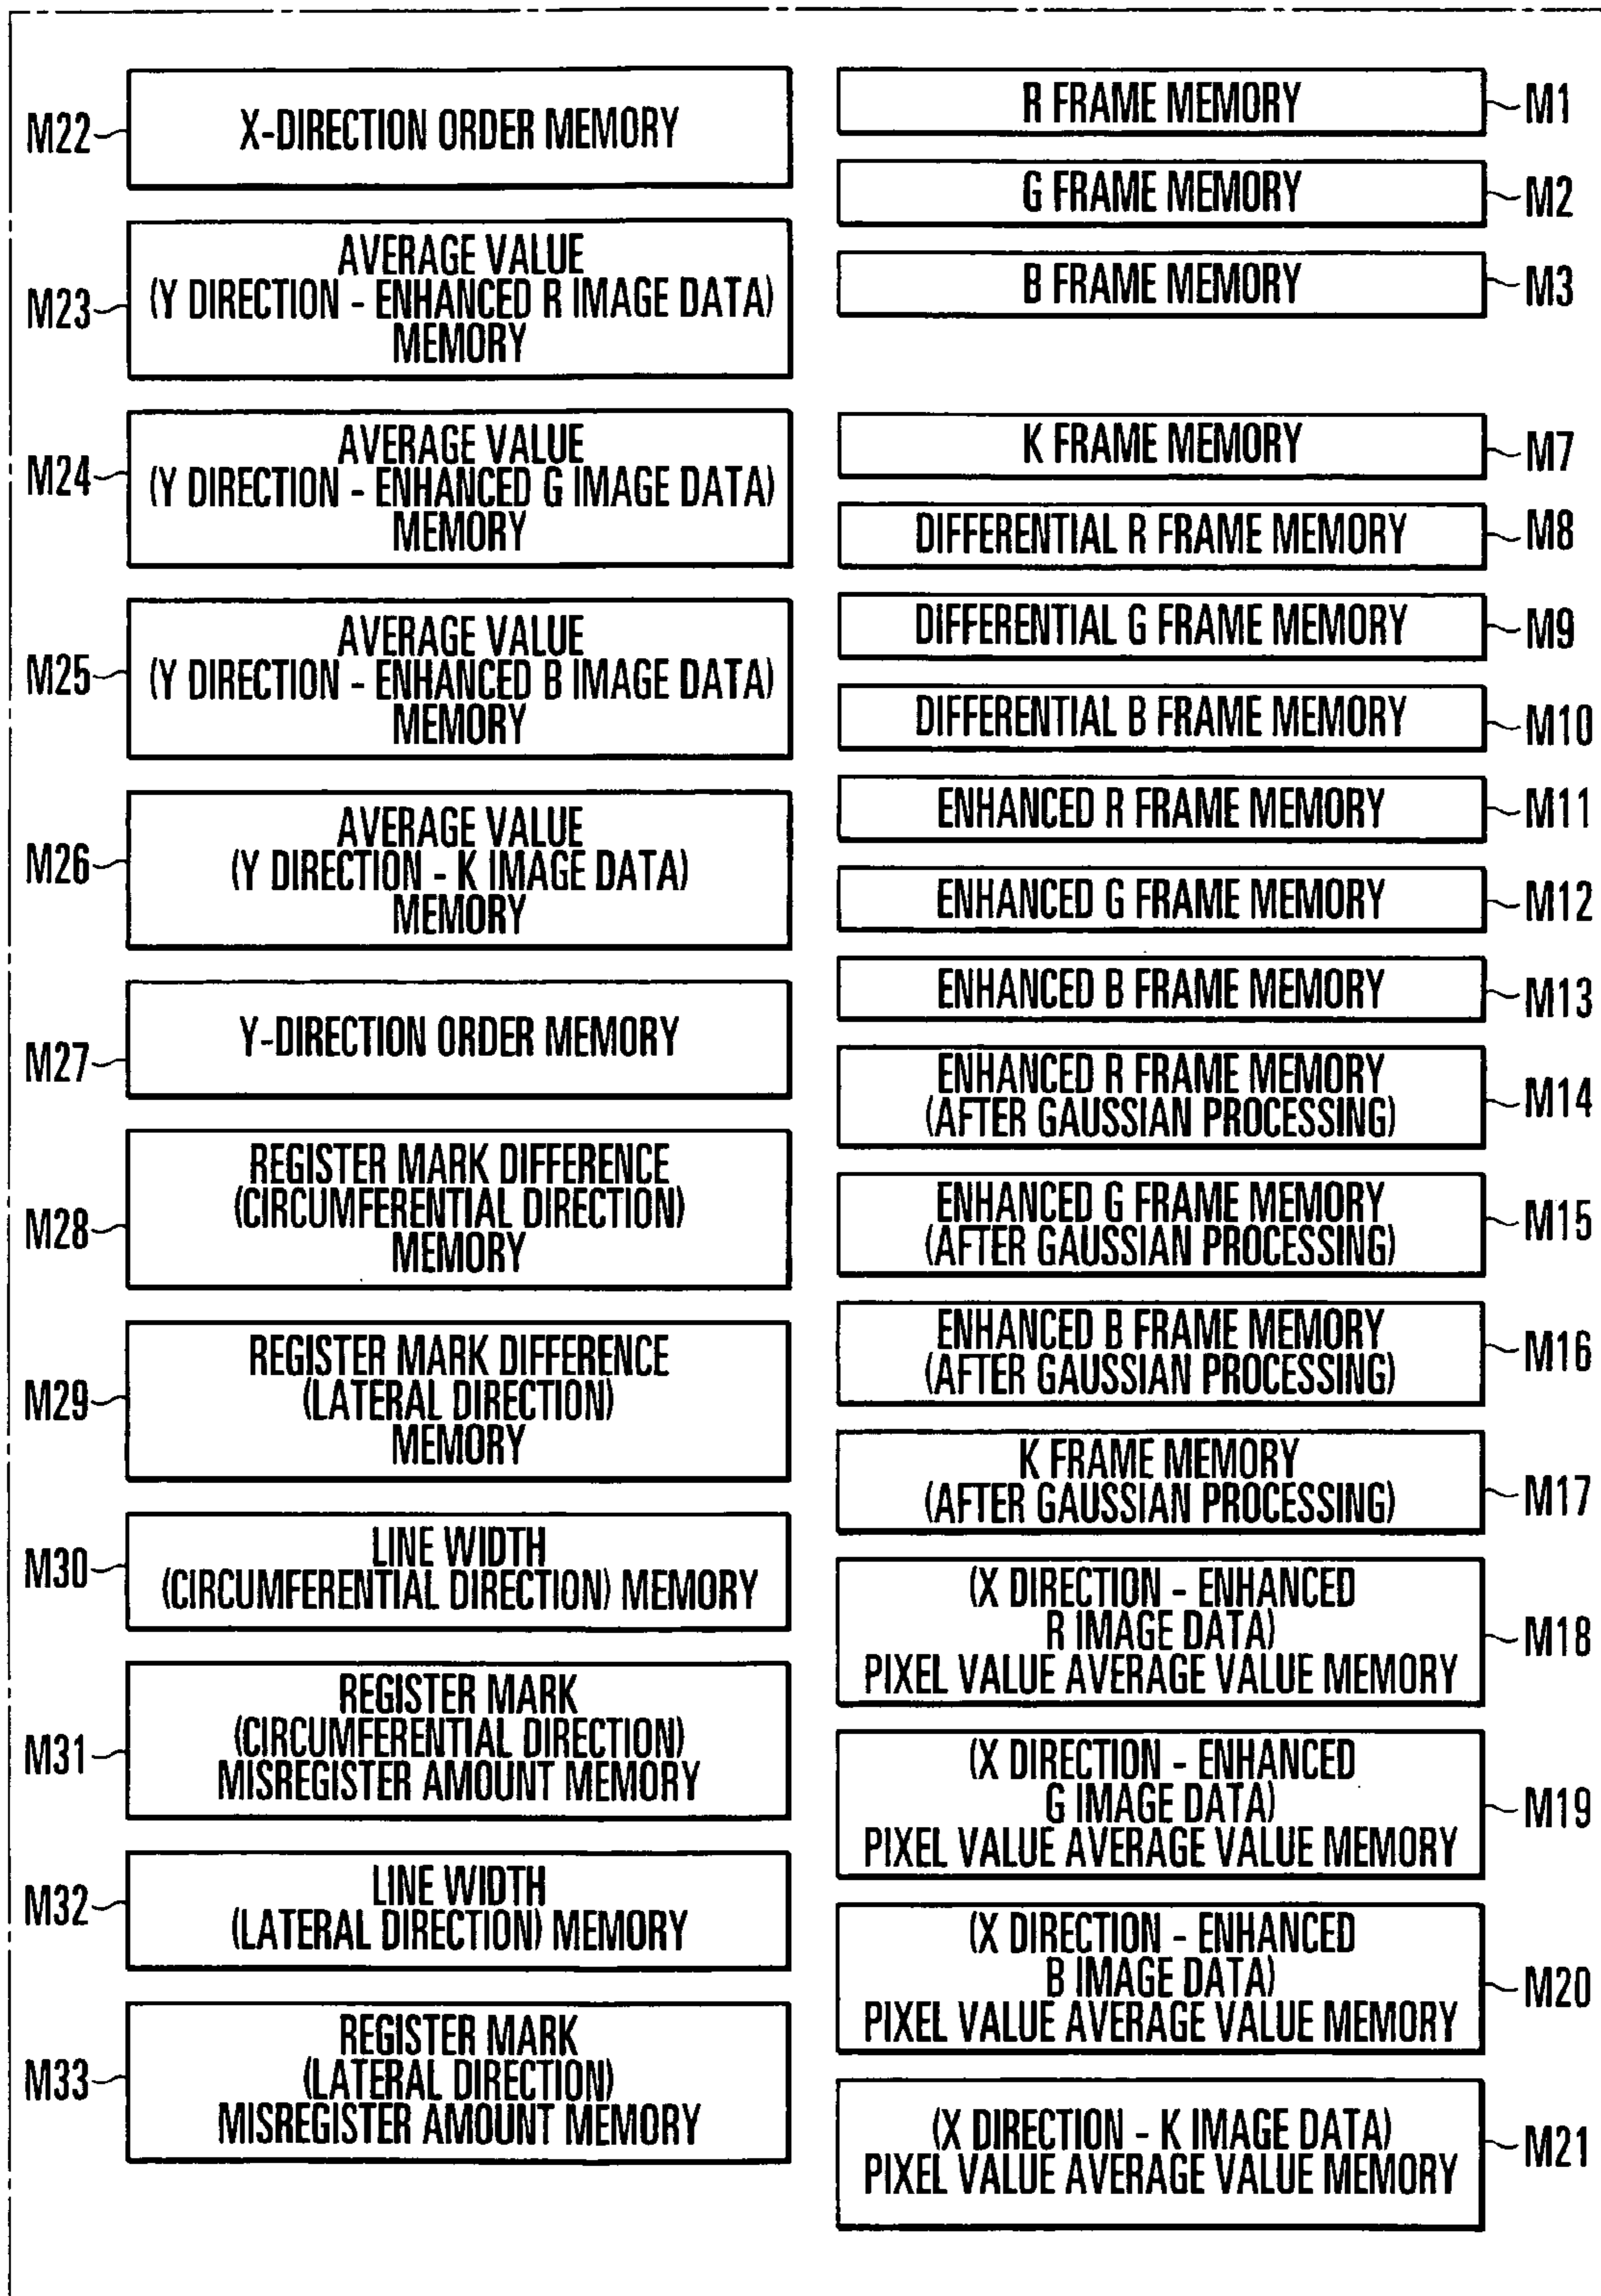 M22
X-DIRECTION ORDER MEMORY
M23
AVERAGE VALUE
(Y DIRECTION - ENHANCED R IMAGE DATA)
MEMORY
M24
AVERAGE VALUE
(Y DIRECTION - ENHANCED G IMAGE DATA)
MEMORY
M25
AVERAGE VALUE
(Y DIRECTION - ENHANCED B IMAGE DATA)
MEMORY
M26
AVERAGE VALUE
(Y DIRECTION - K IMAGE DATA)
MEMORY
M27
Y-DIRECTION ORDER MEMORY
M28
REGISTER MARK DIFFERENCE
(CIRCUMFERENTIAL DIRECTION)
MEMORY
M29
REGISTER MARK DIFFERENCE
(LATERAL DIRECTION)
MEMORY
M30
LINE WIDTH
(CIRCUMFERENTIAL DIRECTION) MEMORY
M31
REGISTER MARK
(CIRCUMFERENTIAL DIRECTION)
MISREGISTER AMOUNT MEMORY
M32
LINE WIDTH
(LATERAL DIRECTION) MEMORY
M33
REGISTER MARK
(LATERAL DIRECTION)
MISREGISTER AMOUNT MEMORY
R FRAME MEMORY
M1
G FRAME MEMORY
M2
B FRAME MEMORY
M3
K FRAME MEMORY
M7
DIFFERENTIAL R FRAME MEMORY
M8
DIFFERENTIAL G FRAME MEMORY
M9
DIFFERENTIAL B FRAME MEMORY
M10
ENHANCED R FRAME MEMORY
M11
ENHANCED G FRAME MEMORY
M12
ENHANCED B FRAME MEMORY
M13
ENHANCED R FRAME MEMORY
(AFTER GAUSSIAN PROCESSING)
M14
ENHANCED G FRAME MEMORY
(AFTER GAUSSIAN PROCESSING)
M15
ENHANCED B FRAME MEMORY
(AFTER GAUSSIAN PROCESSING)
M16
K FRAME MEMORY
(AFTER GAUSSIAN PROCESSING)
M17
(X DIRECTION - ENHANCED
R IMAGE DATA)
PIXEL VALUE AVERAGE VALUE MEMORY
M18
(X DIRECTION - ENHANCED
G IMAGE DATA)
PIXEL VALUE AVERAGE VALUE MEMORY
M19
(X DIRECTION - ENHANCED
B IMAGE DATA)
PIXEL VALUE AVERAGE VALUE MEMORY
M20
(X DIRECTION - K IMAGE DATA)
PIXEL VALUE AVERAGE VALUE MEMORY
M21